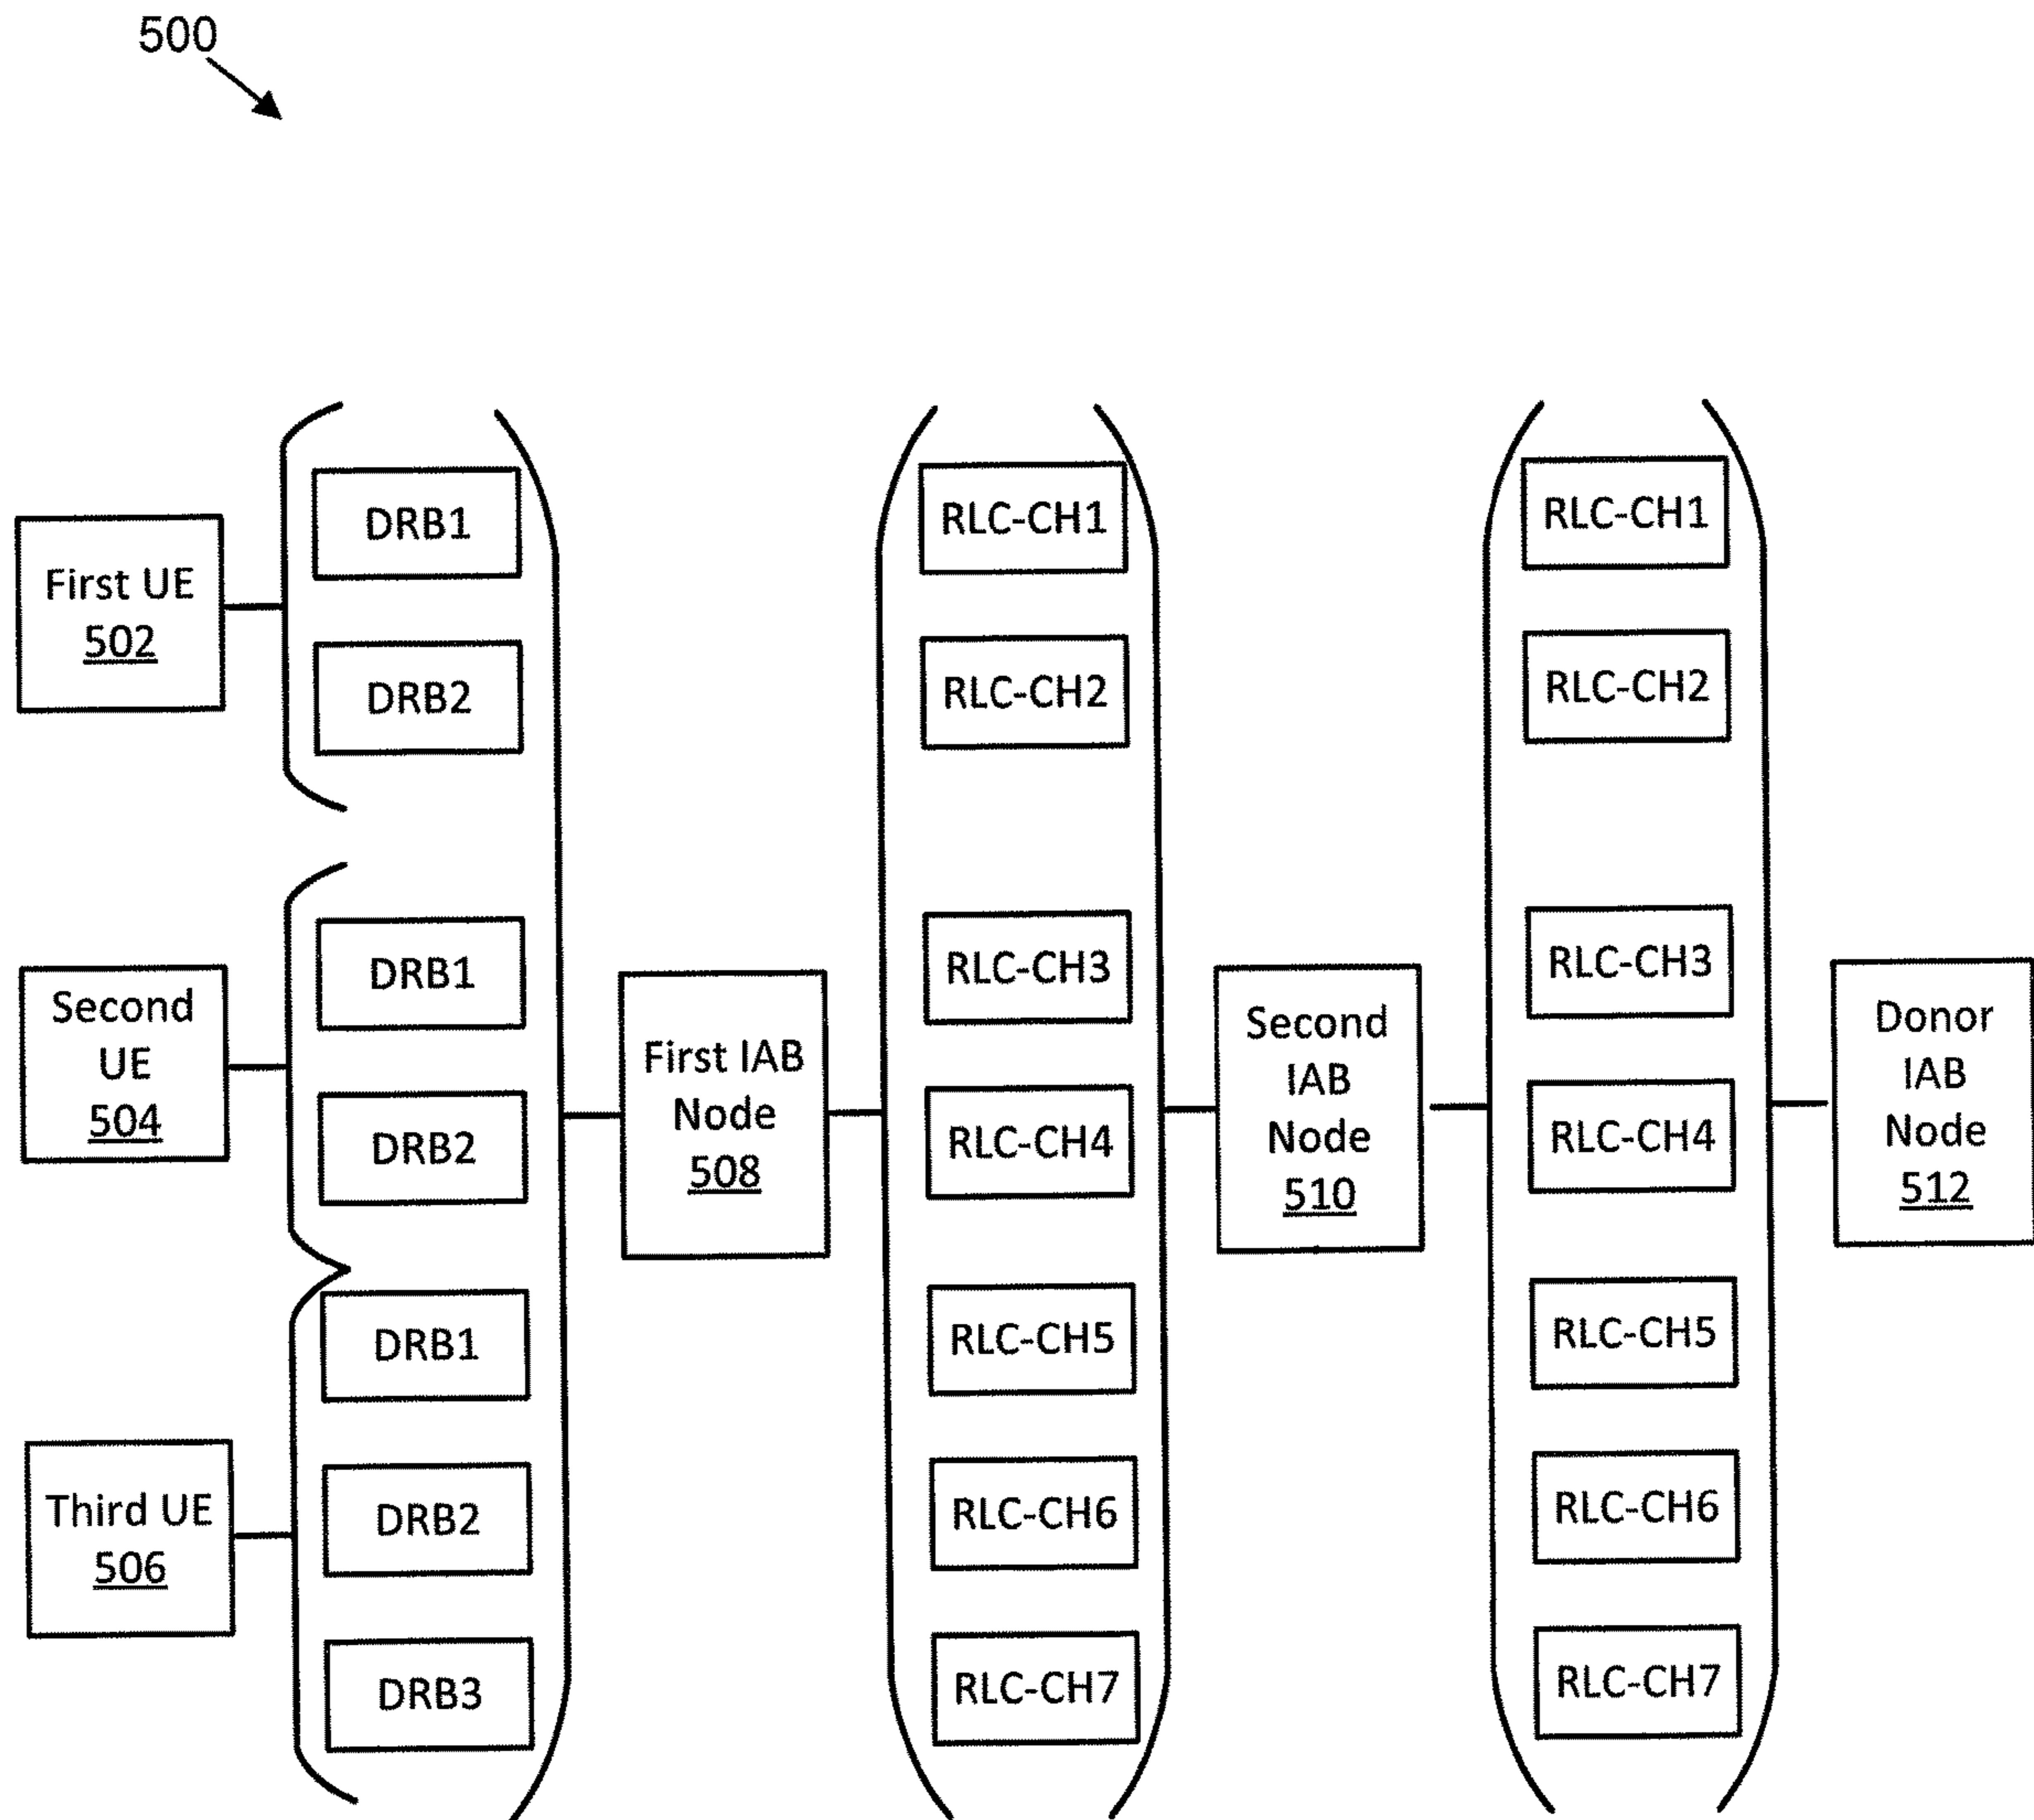 500
First UE
502
Second
UE
504
Third UE
506
DRB1
DRB2
DRB1
DRB2
DRB1
DRB2
DRB3
First IAB
Node
508
RLC-CH1
RLC-CH2
RLC-CH3
RLC-CH4
RLC-CH5
RLC-CH6
RLC-CH7
Second
IAB
Node
510
RLC-CH1
RLC-CH2
RLC-CH3
RLC-CH4
RLC-CH5
RLC-CH6
RLC-CH7
Donor
IAB
Node
512